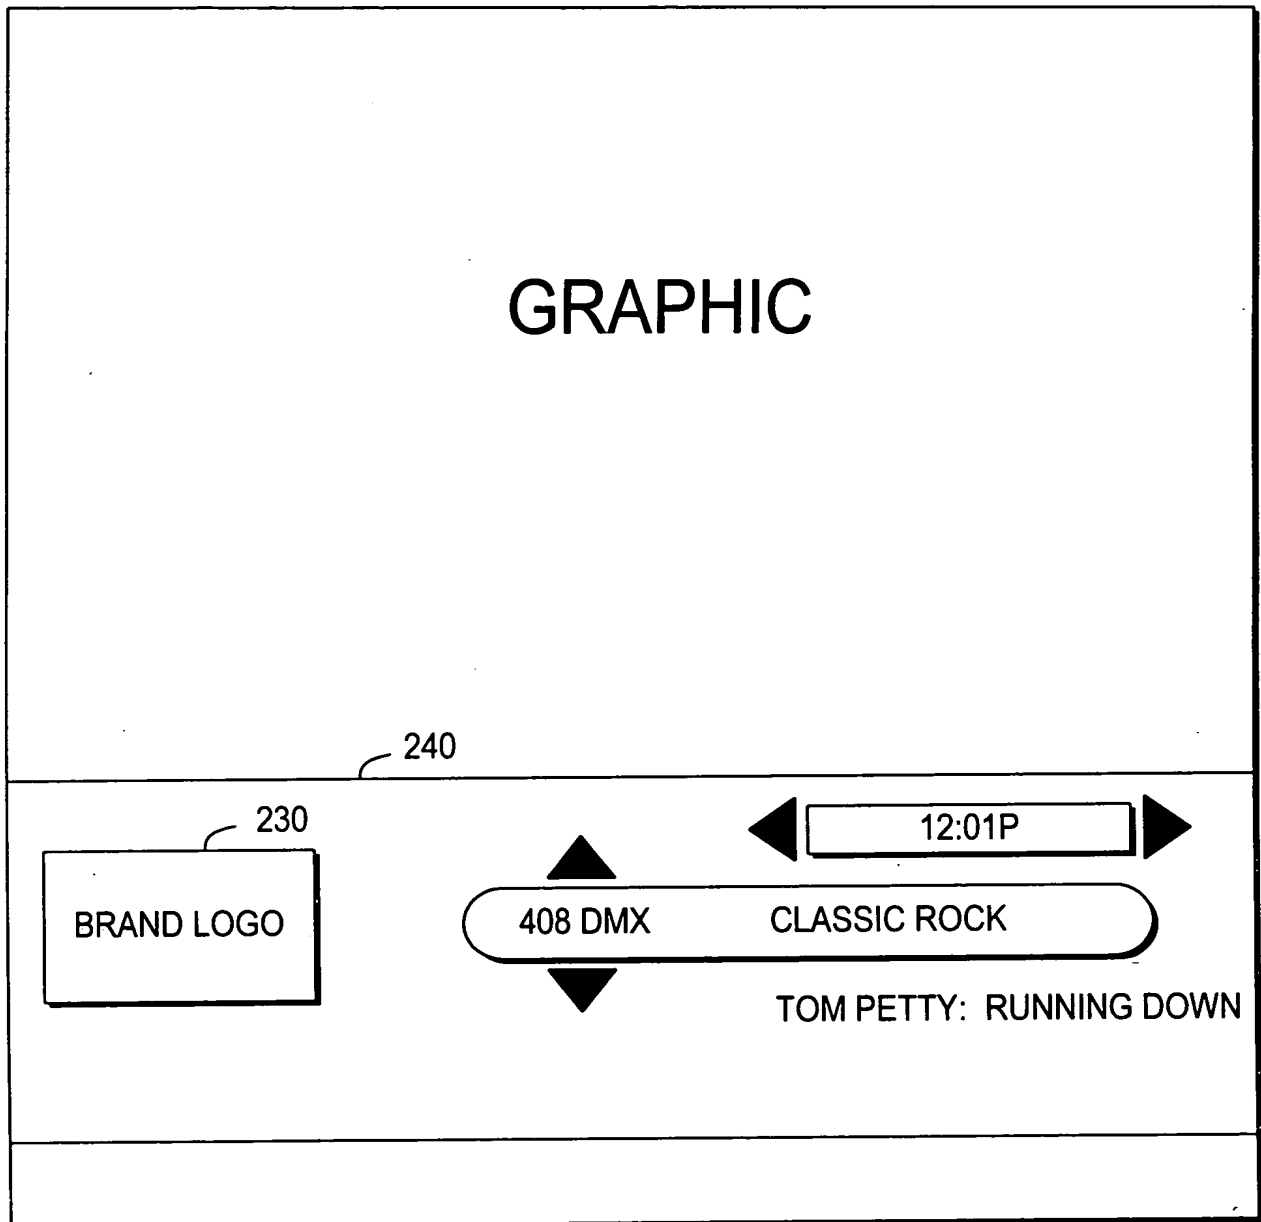 GRAPHIC
240
230
12:01P
BRAND LOGO
408 DMX CLASSIC ROCK
TOM PETTY: RUNNING DOWN